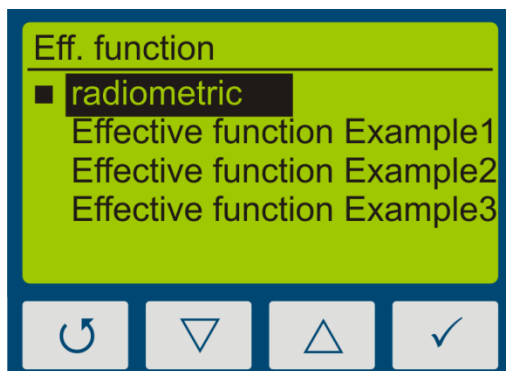 Eff. function
radiometric
Effective function Example1
Effective function Example2
Effective function Example3